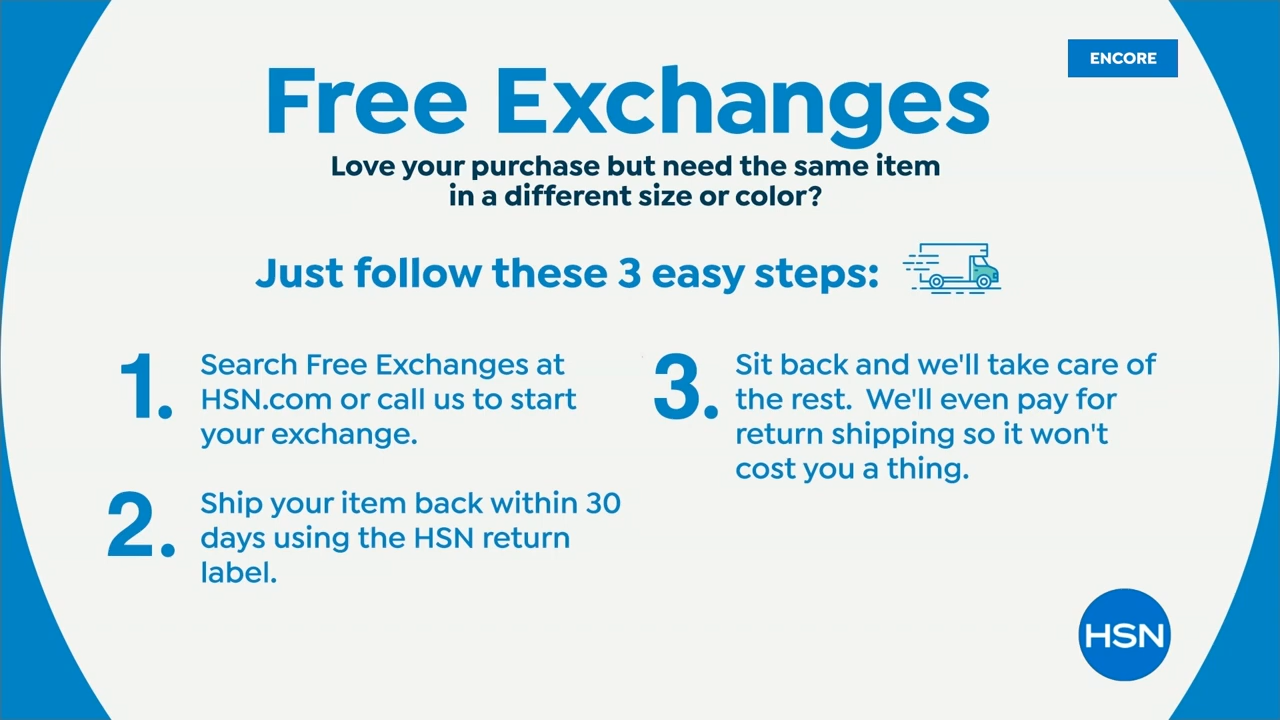 ENCORE
Free Exchanges
Love your purchase but need the same item
in a different size or color?
Just follow these 3 easy steps:
1. Search Free Exchanges at
HSN.com or call us to start
your exchange.
2. Ship your item back within 30
days using the HSN return
label.
3. Sit back and we'll take care of
the rest.  We'll even pay for
return shipping so it won't
cost you a thing.
HSN